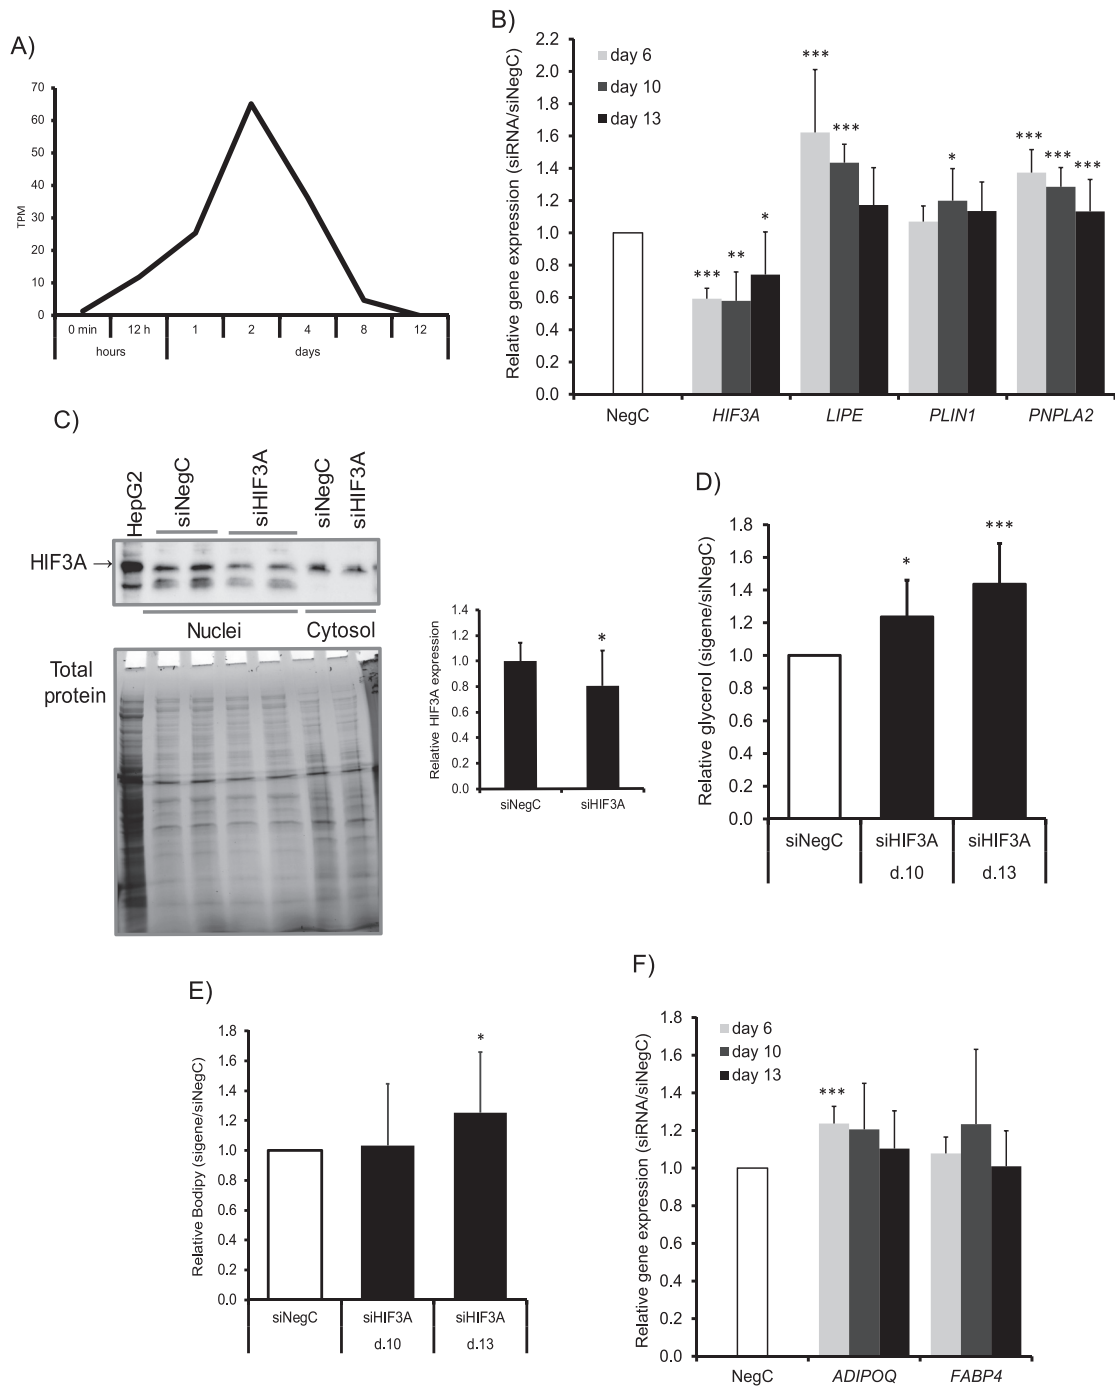 A)
70
60
50
40
30
20
10
0
TPM
0 min 12 h 1 2 4 8 12
hours days
B)
2.2
2.0
1.8
1.6
1.4
1.2
1.0
0.8
0.6
0.4
0.2
0.0
Relative gene expression (siRNA/siNegC)
day 6
day 10
day 13
*** ** *
*** ***
*
*** *** ***
NegC HIF3A LIPE PLIN1 PNPLA2
C)
HepG2 siNegC siHIF3A siNegC siHIF3A
HIF3A →
Nuclei Cytosol
Total
protein
1.4
1.2
1.0
0.8
0.6
0.4
0.2
0.0
Relative HIF3A expression
*
siNegC siHIF3A
D)
1.8
1.6
1.4
1.2
1.0
0.8
0.6
0.4
0.2
0.0
Relative glycerol (sigene/siNegC)
* ***
siNegC siHIF3A siHIF3A
d.10 d.13
E)
1.8
1.6
1.4
1.2
1.0
0.8
0.6
0.4
0.2
0.0
Relative Bodipy (sigene/siNegC)
*
siNegC siHIF3A siHIF3A
d.10 d.13
F)
1.8
1.6
1.4
1.2
1.0
0.8
0.6
0.4
0.2
0.0
Relative gene expression (siRNA/siNegC)
day 6
day 10
day 13
***
NegC ADIPOQ FABP4